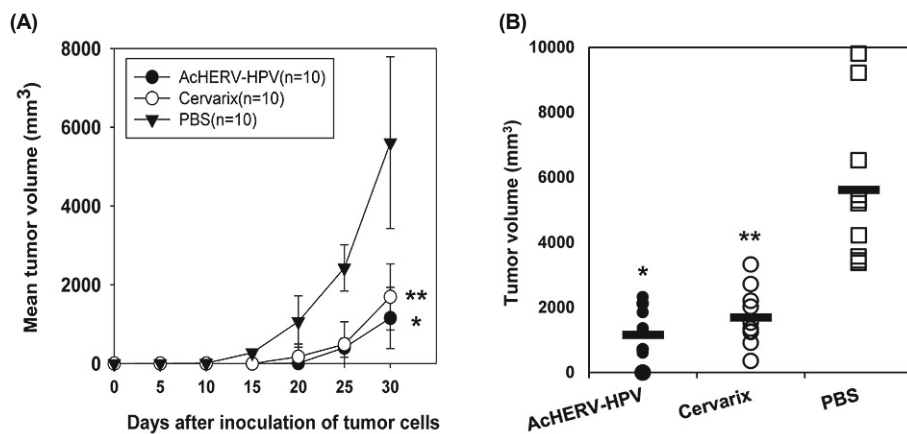 (A)
Mean tumor volume (mm³)
8000
6000
4000
2000
0
AcHERV-HPV(n=10)
Cervarix(n=10)
PBS(n=10)
**
*
0 5 10 15 20 25 30
Days after inoculation of tumor cells
(B)
Tumor volume (mm³)
10000
8000
6000
4000
2000
0
*
**
AcHERV-HPV Cervarix PBS